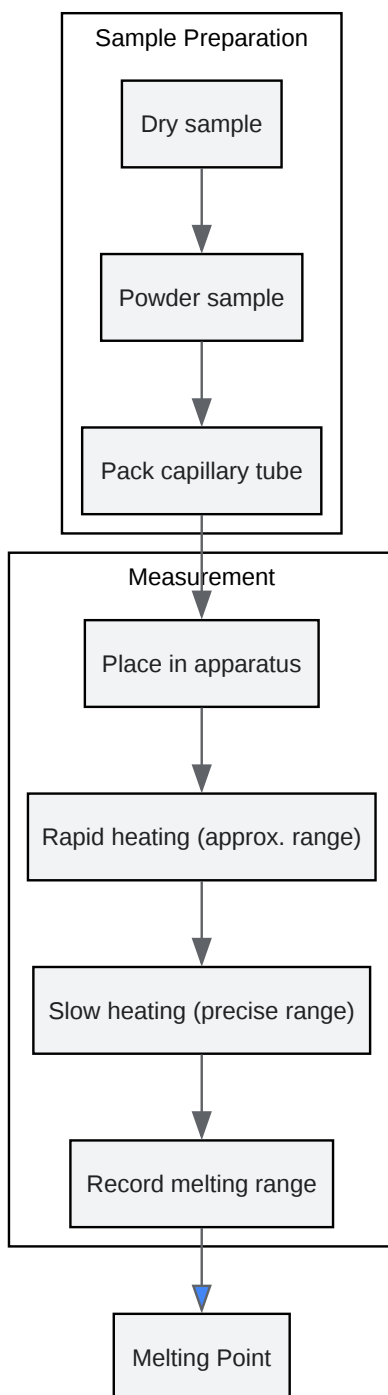 Sample Preparation
Dry sample
Powder sample
Pack capillary tube
Measurement
Place in apparatus
Rapid heating (approx. range)
Slow heating (precise range)
Record melting range
Melting Point